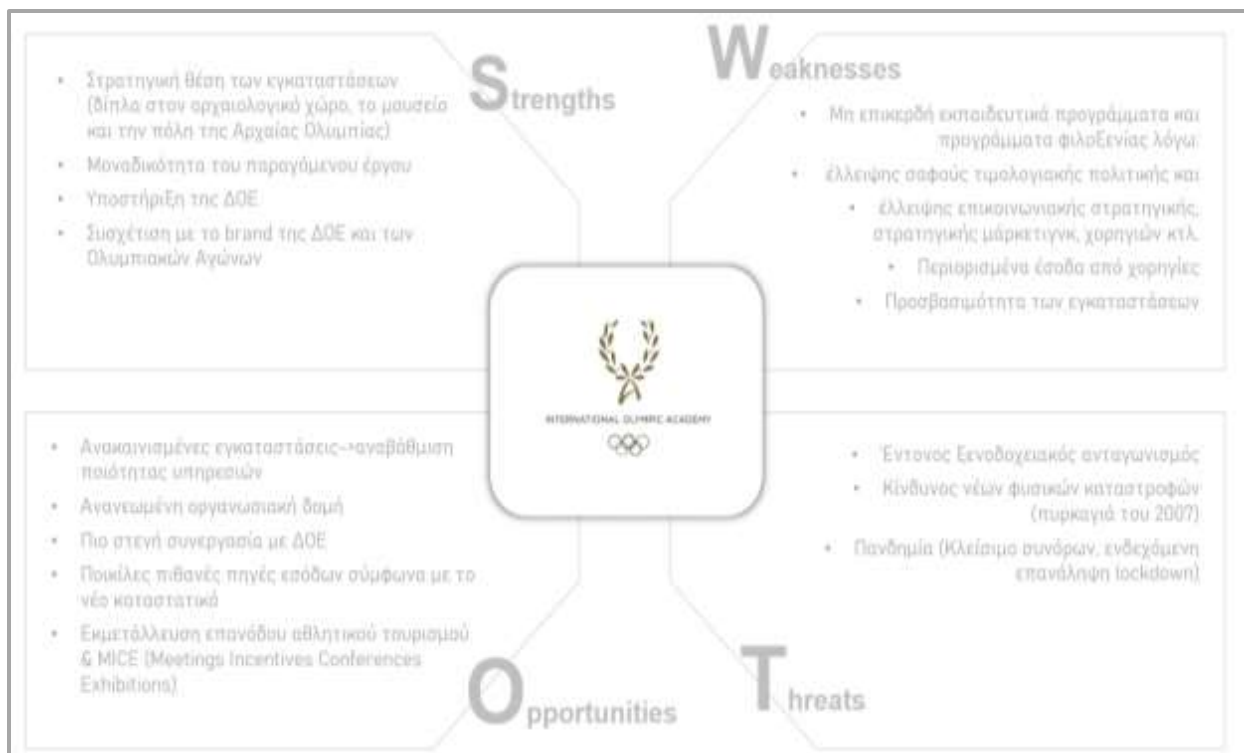 Strengths
• Στρατηγική θέση των εγκαταστάσεων
(δίπλα στον αρχαιολογικό χώρο, το μουσείο
και την πόλη της Αρχαίας Ολυμπίας)
• Μοναδικότητα του παραγόμενου έργου
• Υποστήριξη της ΔΟΕ
• Συσχέτιση με το brand της ΔΟΕ και των
Ολυμπιακών Αγώνων
Weaknesses
• Μη επικερδή εκπαιδευτικά προγράμματα και
προγράμματα φιλοξενίας λόγω:
• έλλειψης σαφούς τιμολογιακής πολιτικής και
• έλλειψης επικοινωνιακής στρατηγικής,
στρατηγικής μάρκετιγνκ, χορηγιών κτλ.
• Περιορισμένα έσοδα από χορηγίες
• Προσβασιμότητα των εγκαταστάσεων
INTERNATIONAL OLYMPIC ACADEMY
• Ανακαινισμένες εγκαταστάσεις→αναβάθμιση
ποιότητας υπηρεσιών
• Ανανεωμένη οργανωσιακή δομή
• Πιο στενή συνεργασία με ΔΟΕ
• Ποικίλες πιθανές πηγές εσόδων σύμφωνα με το
νέο καταστατικό
• Εκμετάλλευση επανόδου αθλητικού τουρισμού
& MICE (Meetings Incentives Conferences
Exhibitions)
Opportunities
• Έντονος ξενοδοχειακός ανταγωνισμός
• Κίνδυνος νέων φυσικών καταστροφών
(πυρκαγιά του 2007)
• Πανδημία (Κλείσιμο συνόρων, ενδεχόμενη
επανάληψη lockdown)
Threats